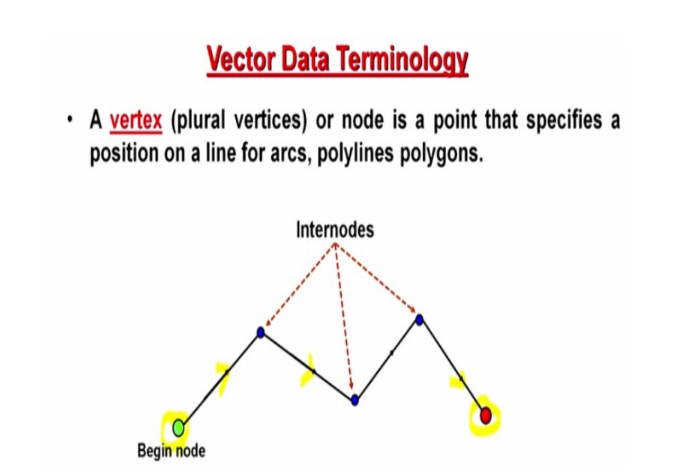 Vector Data Terminology
• A vertex (plural vertices) or node is a point that specifies a
position on a line for arcs, polylines polygons.
Internodes
Begin node